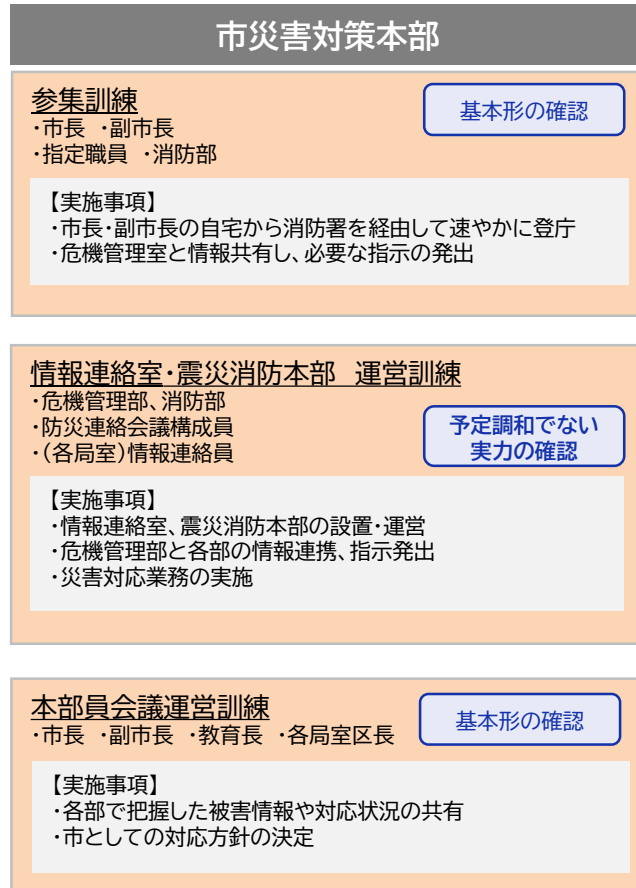 市災害対策本部
参集訓練
・市長 ・副市長
・指定職員 ・消防部
基本形の確認
【実施事項】
・市長・副市長の自宅から消防署を経由して速やかに登庁
・危機管理室と情報共有し、必要な指示の発出
情報連絡室・震災消防本部 運営訓練
・危機管理部、消防部
・防災連絡会議構成員
・(各局室)情報連絡員
予定調和でない
実力の確認
【実施事項】
・情報連絡室、震災消防本部の設置・運営
・危機管理部と各部の情報連携、指示発出
・災害対応業務の実施
本部員会議運営訓練
・市長 ・副市長 ・教育長 ・各局室区長
基本形の確認
【実施事項】
・各部で把握した被害情報や対応状況の共有
・市としての対応方針の決定